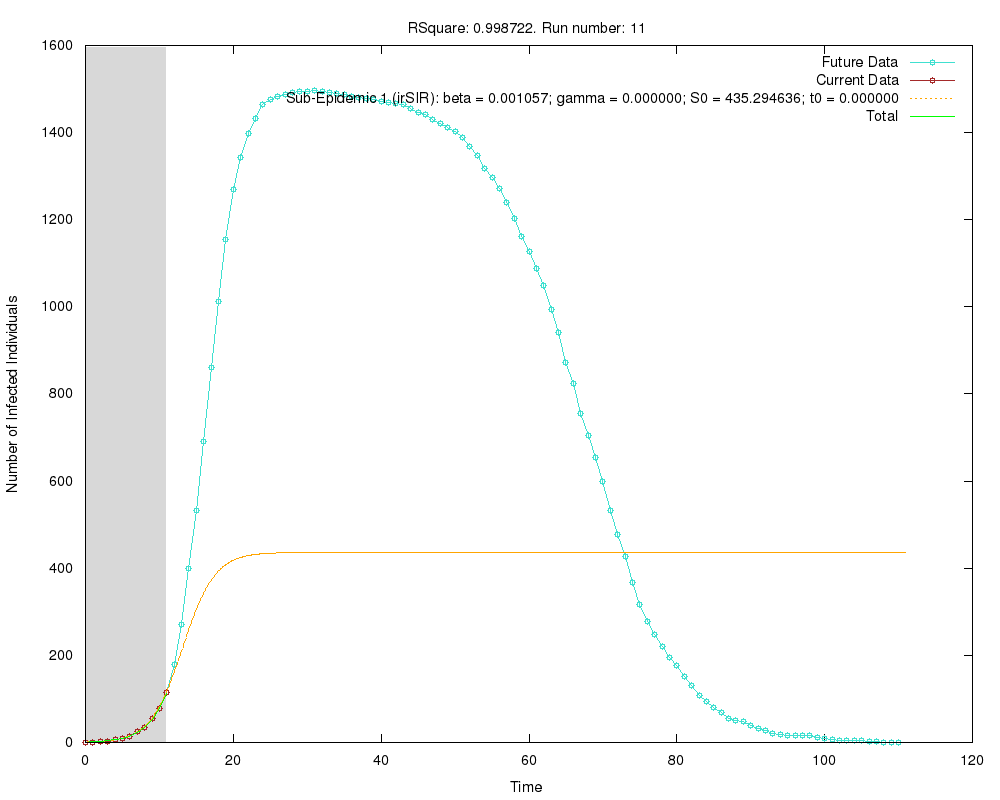 RSquare: 0.998722. Run number: 11
Number of Infected Individuals
1600
1400
1200
1000
800
600
400
200
0
Future Data
Current Data
Sub-Epidemic 1 (irSIR): beta = 0.001057; gamma = 0.000000; S0 = 435.294636; t0 = 0.000000
Total
0 20 40 60 80 100 120
Time